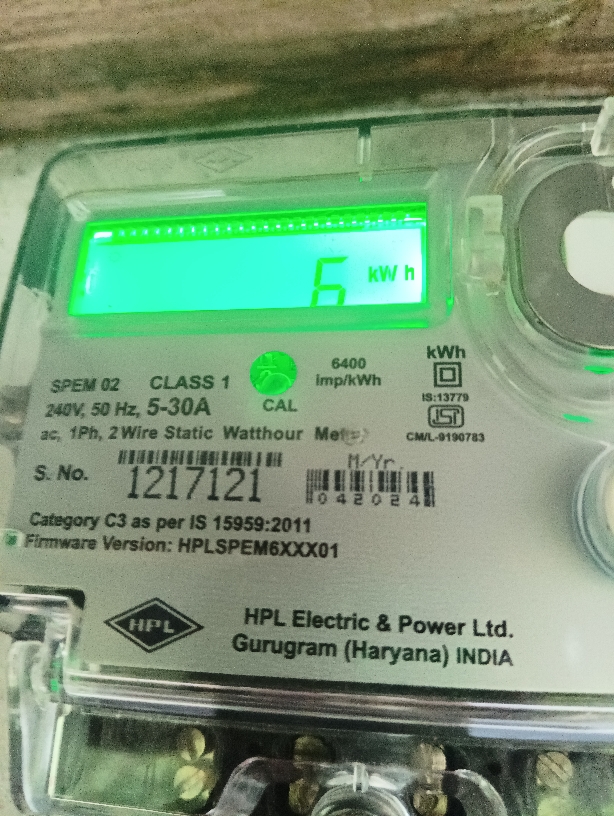 6 kWh
SPEM 02 CLASS 1
240V, 50 Hz, 5-30A
CAL
6400
imp/kWh
kWh
IS:13779
ISI
CM/L-9190783
ac, 1Ph, 2 Wire Static Watthour
S. No. 1217121
M/Yr.
042024
Category C3 as per IS 15959:2011
Firmware Version: HPLSPEM6XXX01
HPL
HPL Electric & Power Ltd.
Gurugram (Haryana) INDIA